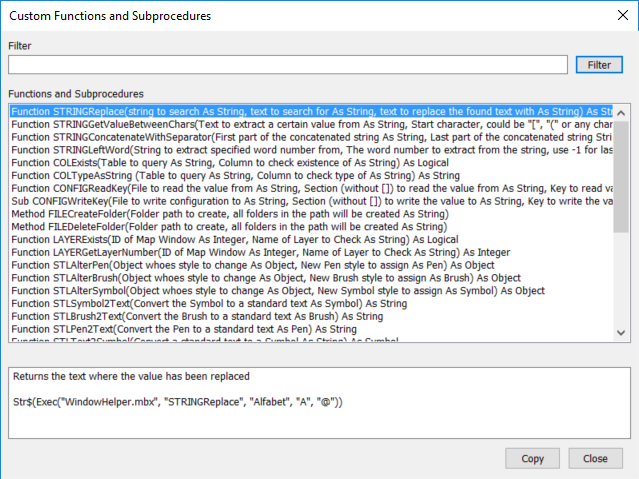 Custom Functions and Subprocedures
Filter
Filter
Functions and Subprocedures
Function STRINGReplace(string to search As String, text to search for As String, text to replace the found text with As String) As Str
Function STRINGGetValueBetweenChars(Text to extract a certain value from As String, Start character, could be "[", "(" or any char
Function STRINGConcatenateWithSeparator(First part of the concatenated string As String, Last part of the concatenated string Stri
Function STRINGLeftWord(String to extract specified word number from, The word number to extract from the string, use -1 for las
Function COLExists(Table to query As String, Column to check existence of As String) As Logical
Function COLTypeAsString (Table to query As String, Column to check type of As String) As String
Function CONFIGReadKey(File to read the value from As String, Section (without []) to read the value from As String, Key to read va
Sub CONFIGWriteKey(File to write configuration to As String, Section (without []) to write the value to As String, Key to write the va
Method FILECreateFolder(Folder path to create, all folders in the path will be created As String)
Method FILEDeleteFolder(Folder path to create, all folders in the path will be created As String)
Function LAYERExists(ID of Map Window As Integer, Name of Layer to Check As String) As Logical
Function LAYERGetLayerNumber(ID of Map Window As Integer, Name of Layer to Check As String) As Integer
Function STLAlterPen(Object whoes style to change As Object, New Pen style to assign As Pen) As Object
Function STLAlterBrush(Object whoes style to change As Object, New Brush style to assign As Brush) As Object
Function STLAlterSymbol(Object whoes style to change As Object, New Symbol style to assign As Symbol) As Object
Function STLSymbol2Text(Convert the Symbol to a standard text As Symbol) As String
Function STLBrush2Text(Convert the Brush to a standard text As Brush) As String
Function STLPen2Text(Convert the Pen to a standard text As Pen) As String
Function STLText2Symbol(Convert a standard text to a Symbol As String) As Symbol
Returns the text where the value has been replaced
Str$(Exec("WindowHelper.mbx", "STRINGReplace", "Alfabet", "A", "@"))
Copy
Close